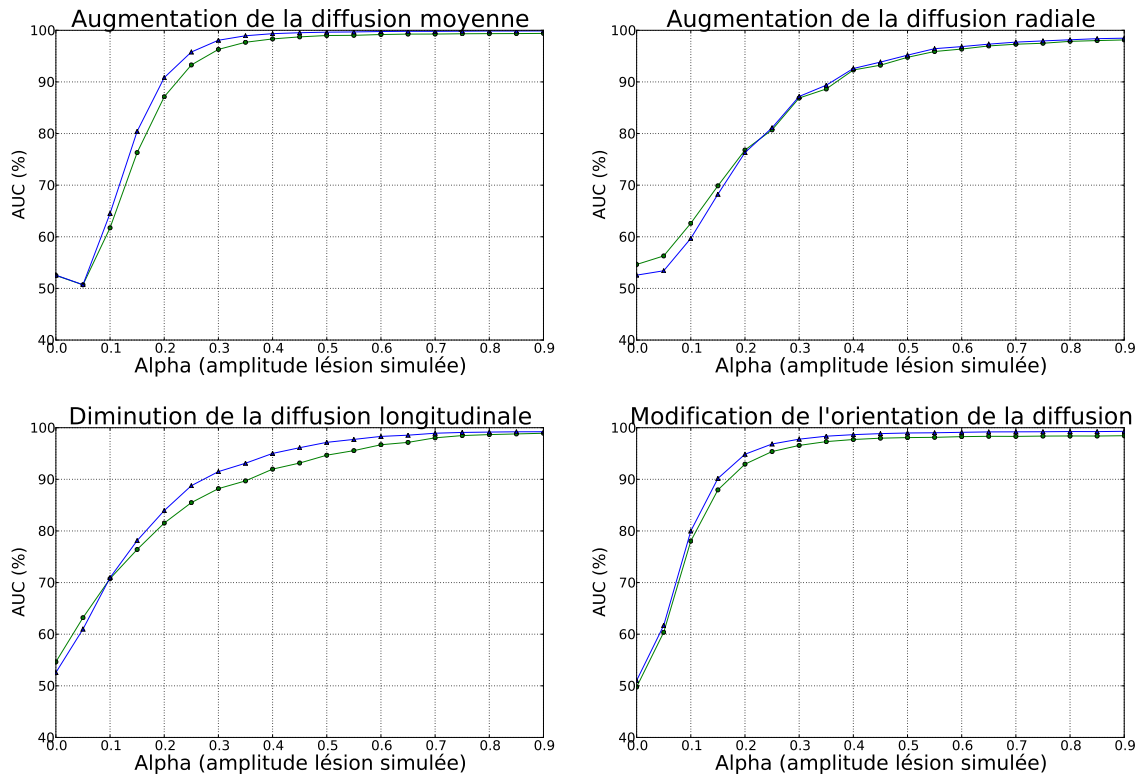 Augmentation de la diffusion moyenne
100
90
80
70
60
50
40
AUC (%)
0.0 0.1 0.2 0.3 0.4 0.5 0.6 0.7 0.8 0.9
Alpha (amplitude lésion simulée)
Augmentation de la diffusion radiale
100
90
80
70
60
50
40
AUC (%)
0.0 0.1 0.2 0.3 0.4 0.5 0.6 0.7 0.8 0.9
Alpha (amplitude lésion simulée)
Diminution de la diffusion longitudinale
100
90
80
70
60
50
40
AUC (%)
0.0 0.1 0.2 0.3 0.4 0.5 0.6 0.7 0.8 0.9
Alpha (amplitude lésion simulée)
Modification de l'orientation de la diffusion
100
90
80
70
60
50
40
AUC (%)
0.0 0.1 0.2 0.3 0.4 0.5 0.6 0.7 0.8 0.9
Alpha (amplitude lésion simulée)